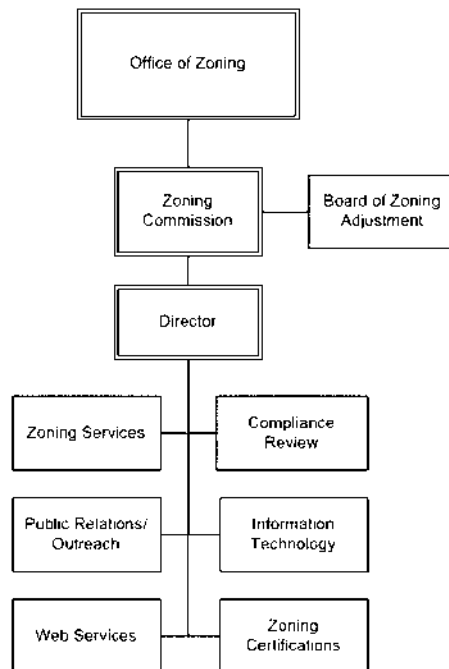 Office of Zoning
Zoning
Commission
Board of Zoning
Adjustment
Director
Zoning Services
Compliance
Review
Public Relations/
Outreach
Information
Technology
Web Services
Zoning
Certifications